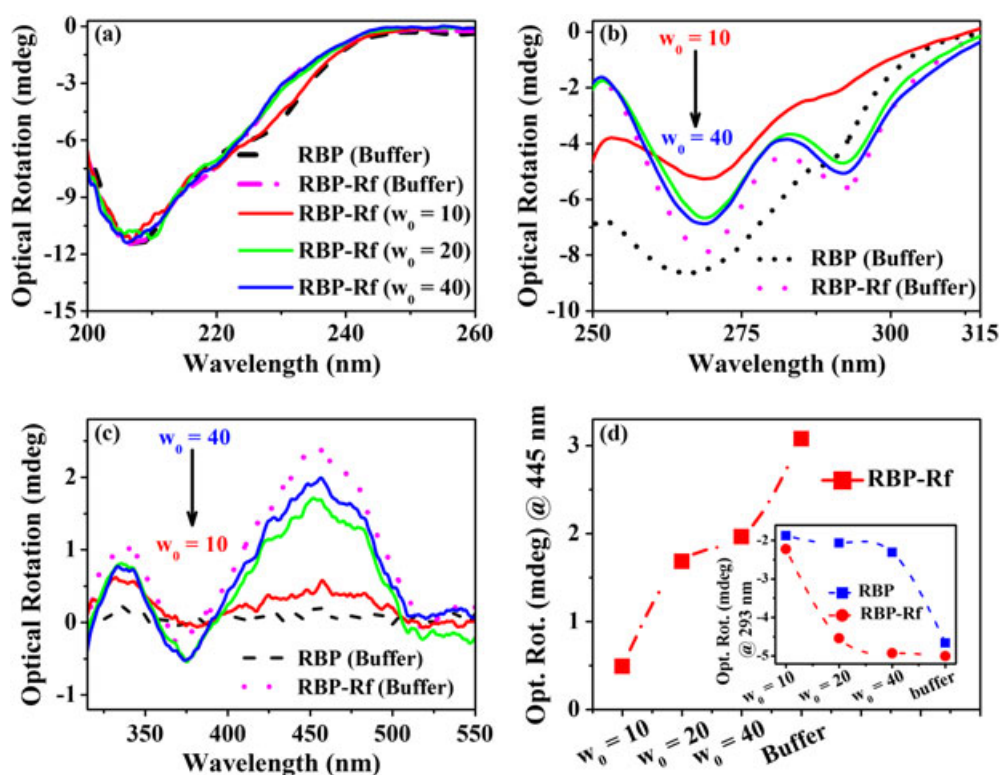 (a)
Optical Rotation (mdeg)
0
-3
-6
-9
-12
-15
RBP (Buffer)
RBP-Rf (Buffer)
RBP-Rf (w₀ = 10)
RBP-Rf (w₀ = 20)
RBP-Rf (w₀ = 40)
200 220 240 260
Wavelength (nm)
(b)
Optical Rotation (mdeg)
0
-2
-4
-6
-8
-10
w₀ = 10
w₀ = 40
RBP (Buffer)
RBP-Rf (Buffer)
250 275 300 315
Wavelength (nm)
(c)
Optical Rotation (mdeg)
2
1
0
-1
w₀ = 40
w₀ = 10
RBP (Buffer)
RBP-Rf (Buffer)
350 400 450 500 550
Wavelength (nm)
(d)
Opt. Rot. (mdeg) @ 445 nm
3
2
1
0
RBP-Rf
w₀ = 10
w₀ = 20
w₀ = 40
Buffer
Opt. Rot. (mdeg)
@ 293 nm
-2
-3
-4
-5
RBP
RBP-Rf
w₀ = 10
w₀ = 20
w₀ = 40
buffer